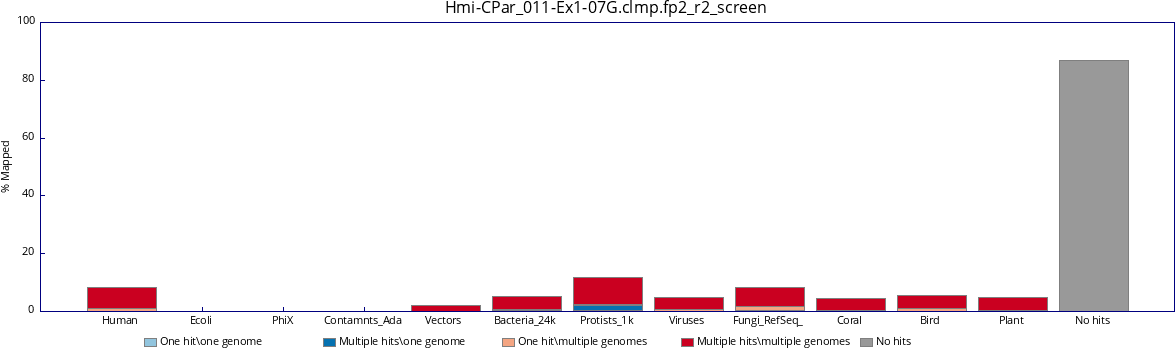 Hmi-CPar_011-Ex1-07G.clmp.fp2_r2_screen
% Mapped
100
80
60
40
20
0
Human Ecoli PhiX Contamnts_Ada Vectors Bacteria_24k Protists_1k Viruses Fungi_RefSeq_ Coral Bird Plant No hits
One hit\one genome Multiple hits\one genome One hit\multiple genomes Multiple hits\multiple genomes No hits